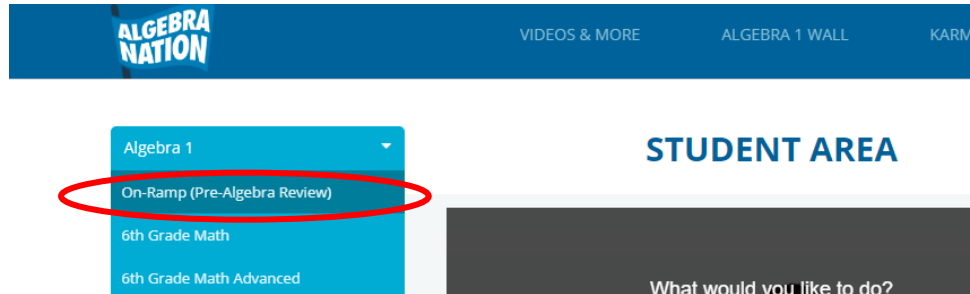 ALGEBRA
NATION
VIDEOS & MORE
ALGEBRA 1 WALL
KARM
Algebra 1
On-Ramp (Pre-Algebra Review)
6th Grade Math
6th Grade Math Advanced
STUDENT AREA
What would you like to do?